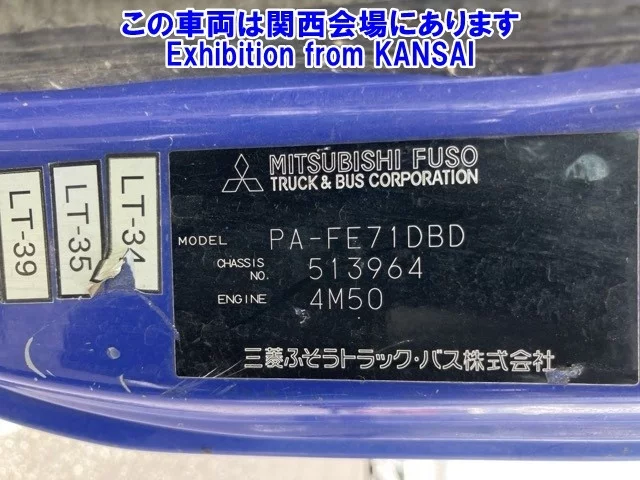 この車両は関西会場にあります
Exhibition from KANSAI
MITSUBISHI FUSO
TRUCK & BUS CORPORATION
MODEL PA-FE71DBD
CHASSIS NO. 513964
ENGINE 4M50
三菱ふそうトラック・バス株式会社
LT-39
LT-35
LT-34